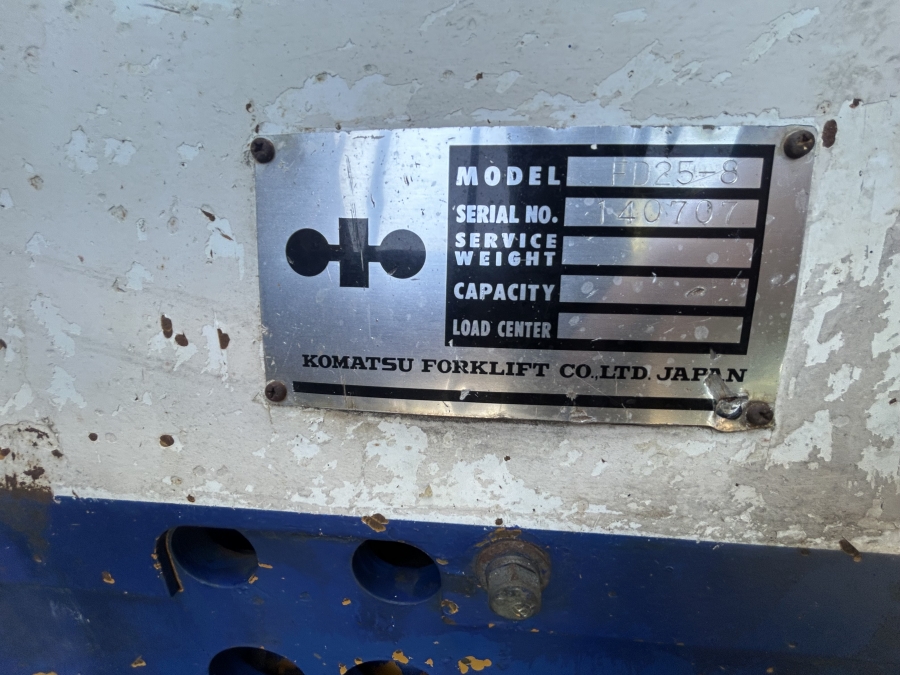 MODEL FD25-8
SERIAL NO. 140707
SERVICE WEIGHT
CAPACITY
LOAD CENTER
KOMATSU FORKLIFT CO.,LTD. JAPAN